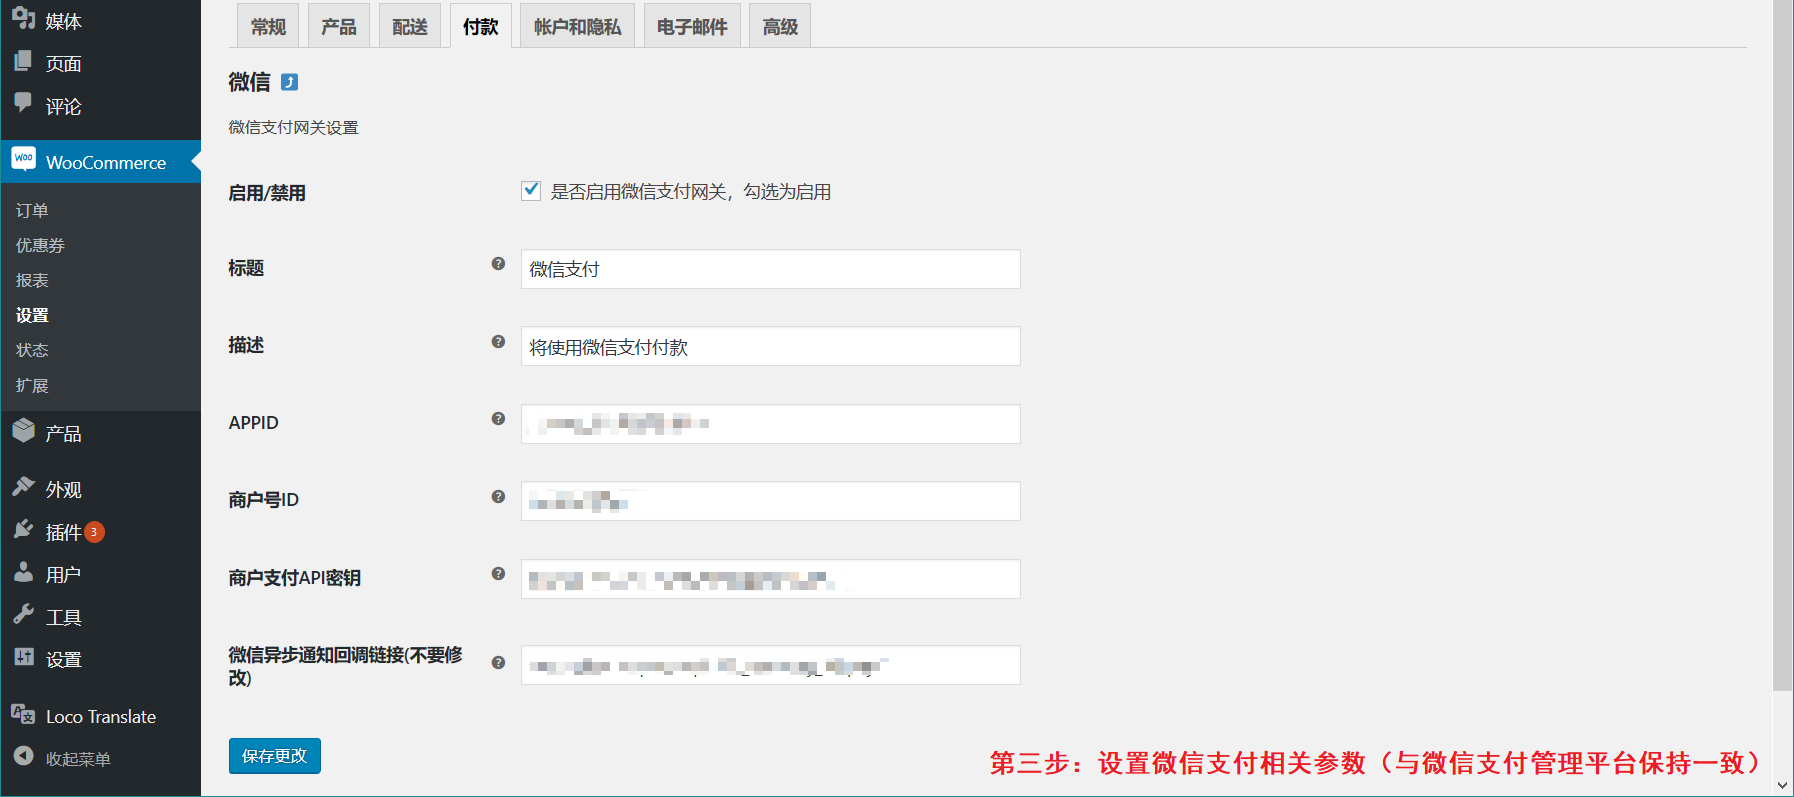 媒体
页面
评论
WooCommerce
订单
优惠券
报表
设置
状态
扩展
产品
外观
插件 3
用户
工具
设置
Loco Translate
收起菜单
常规 产品 配送 付款 帐户和隐私 电子邮件 高级
微信
微信支付网关设置
启用/禁用 是否启用微信支付网关，勾选为启用
标题 微信支付
描述 将使用微信支付付款
APPID
商户号ID
商户支付API密钥
微信异步通知回调链接(不要修
改)
保存更改
第三步：设置微信支付相关参数（与微信支付管理平台保持一致）